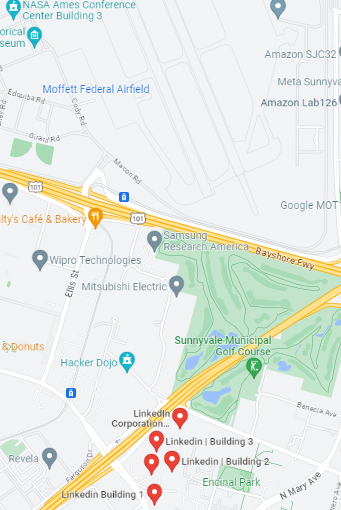 NASA Ames Conference
Center Building 3
orical
seum
Amazon SJC32
Meta Sunnyva
Moffett Federal Airfield
Amazon Lab126
Edquiba Rd
Cody Rd
Girard Rd
Macon Rd
101
Google MOT
lty's Café & Bakery
101
Samsung
Research America
Bayshore Fwy
Wipro Technologies
Ellis St
Mitsubishi Electric
& Donuts
Sunnyvale Municipal
Golf Course
Hacker Dojo
Benacia Ave
LinkedIn
Corporation...
Linkedin | Building 3
Ferguson Dr
Revela
Linkedin | Building 2
Encinal Park
N Mary Ave
Linkedin Building 1